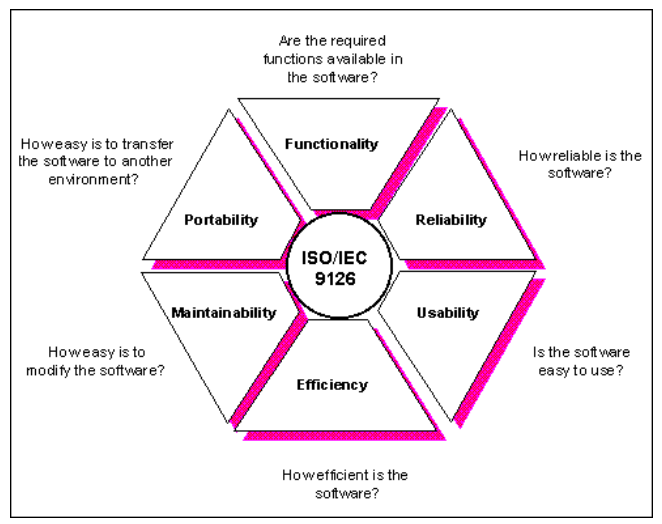 Are the required
functions available in
the software?
Functionality
How easy is to transfer
the software to another
environment?
How reliable is the
software?
Portability
Reliability
ISO/IEC
9126
Maintainability
Usability
How easy is to
modify the software?
Is the software
easy to use?
Efficiency
How efficient is the
software?